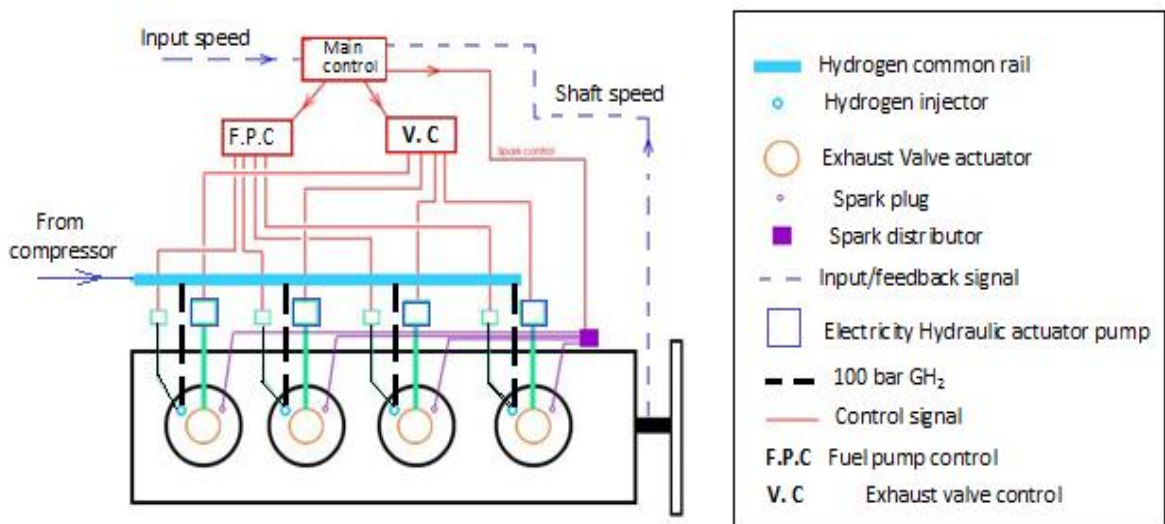 Input speed
Main
control
Shaft speed
F.P.C
V. C
Spark control
From
compressor
Hydrogen common rail
Hydrogen injector
Exhaust Valve actuator
Spark plug
Spark distributor
Input/feedback signal
Electricity Hydraulic actuator pump
100 bar GH₂
Control signal
F.P.C Fuel pump control
V. C Exhaust valve control